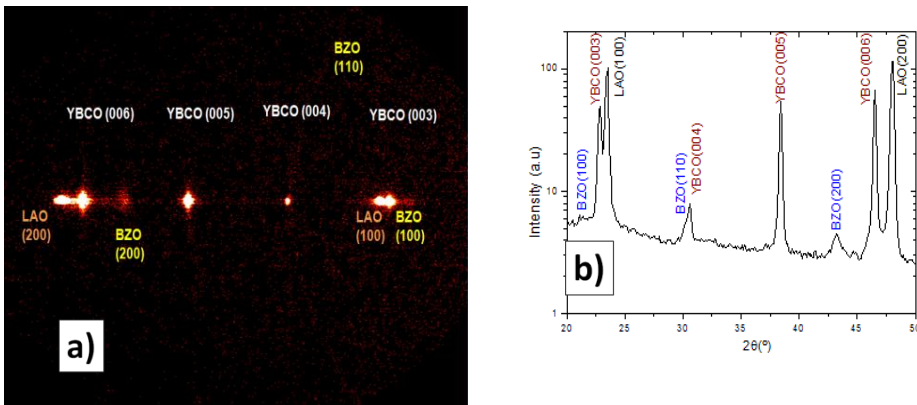 BZO
(110)
YBCO (006)
YBCO (005)
YBCO (004)
YBCO (003)
LAO
(200)
BZO
(200)
LAO
(100)
BZO
(100)
a)
b)
Intensity (a.u)
100
10
1
BZO(100)
YBCO(003)
LAO(100)
BZO(110)
YBCO(004)
YBCO(005)
BZO(200)
YBCO(006)
LAO(200)
20 25 30 35 40 45 50
2θ(º)